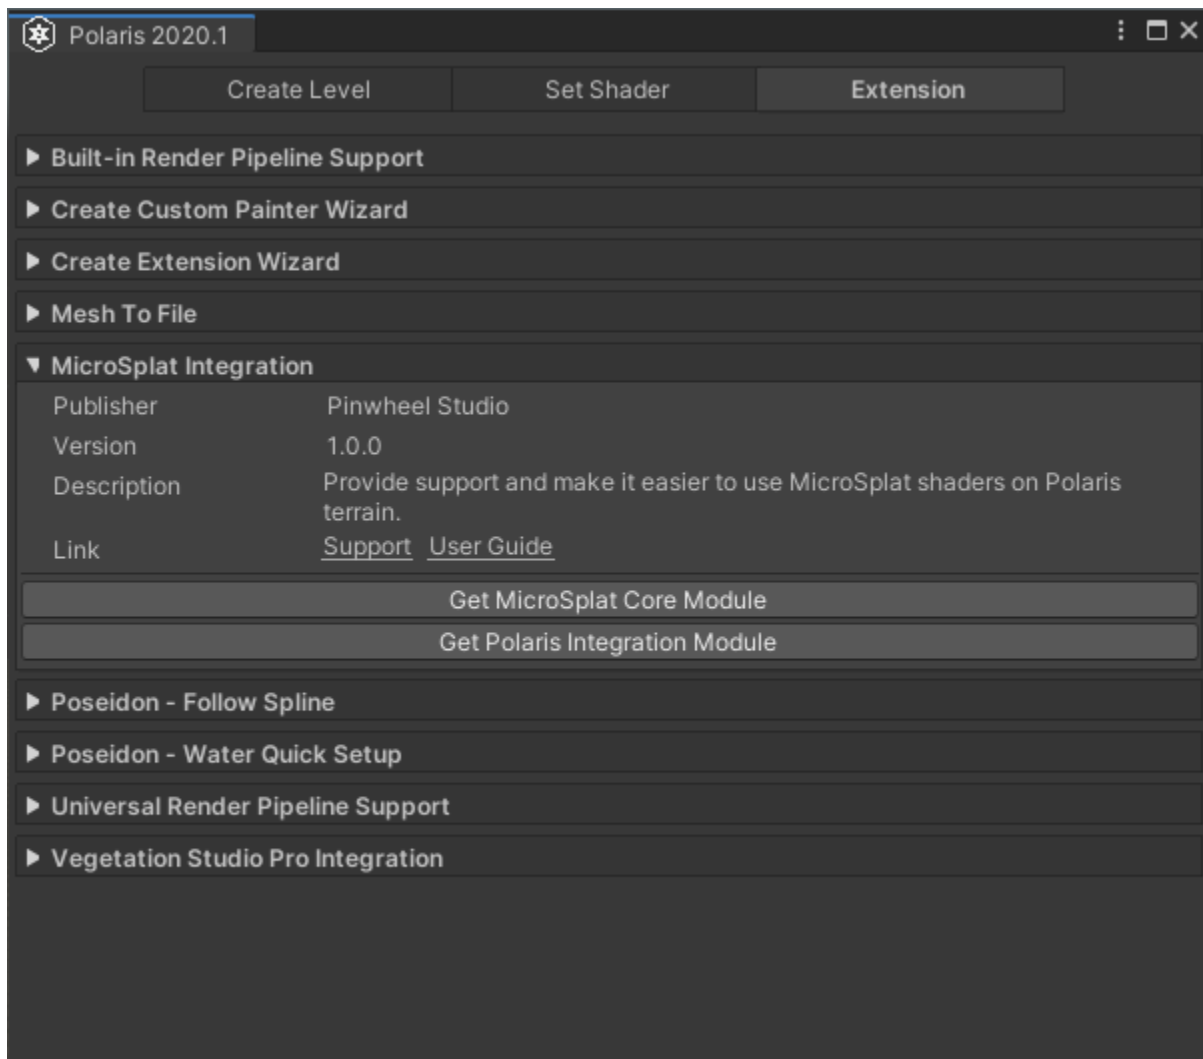 Polaris 2020.1
Create Level Set Shader Extension
Built-in Render Pipeline Support
Create Custom Painter Wizard
Create Extension Wizard
Mesh To File
MicroSplat Integration
Publisher Pinwheel Studio
Version 1.0.0
Description Provide support and make it easier to use MicroSplat shaders on Polaris
terrain.
Link Support User Guide
Get MicroSplat Core Module
Get Polaris Integration Module
Poseidon - Follow Spline
Poseidon - Water Quick Setup
Universal Render Pipeline Support
Vegetation Studio Pro Integration